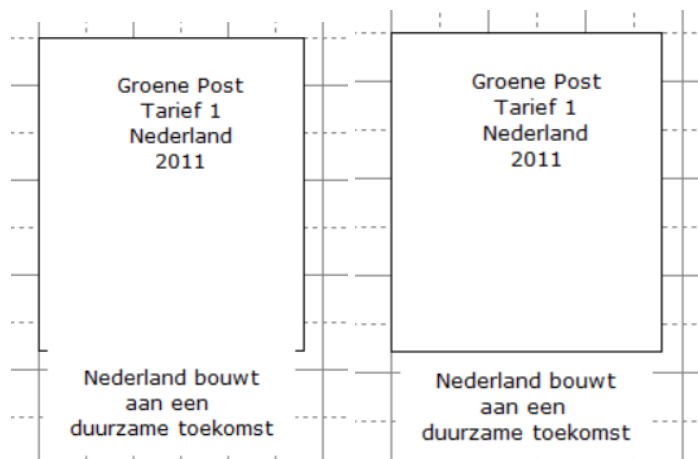 Groene Post
Tarief 1
Nederland
2011
Nederland bouwt
aan een
duurzame toekomst
Groene Post
Tarief 1
Nederland
2011
Nederland bouwt
aan een
duurzame toekomst